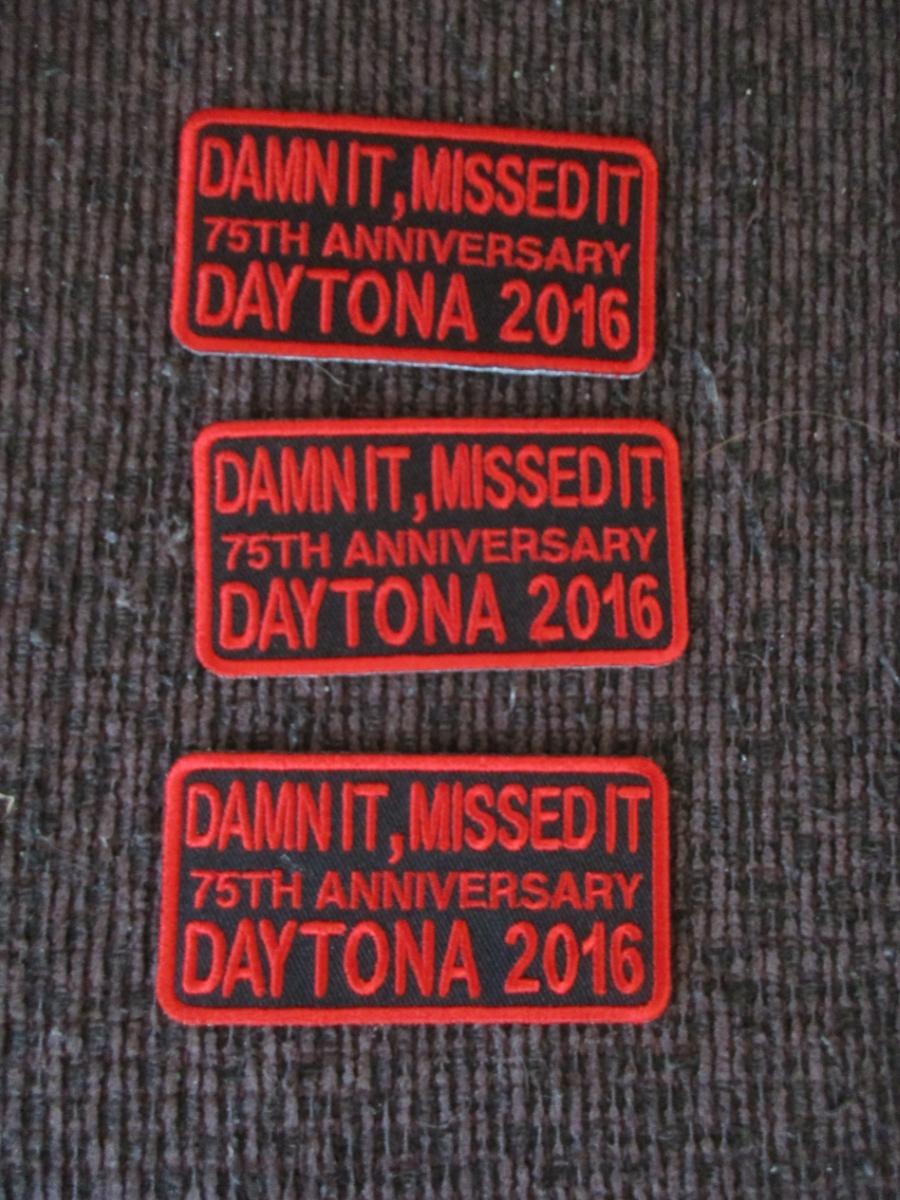 DAMN IT, MISSED IT
75TH ANNIVERSARY
DAYTONA 2016
DAMN IT, MISSED IT
75TH ANNIVERSARY
DAYTONA 2016
DAMN IT, MISSED IT
75TH ANNIVERSARY
DAYTONA 2016